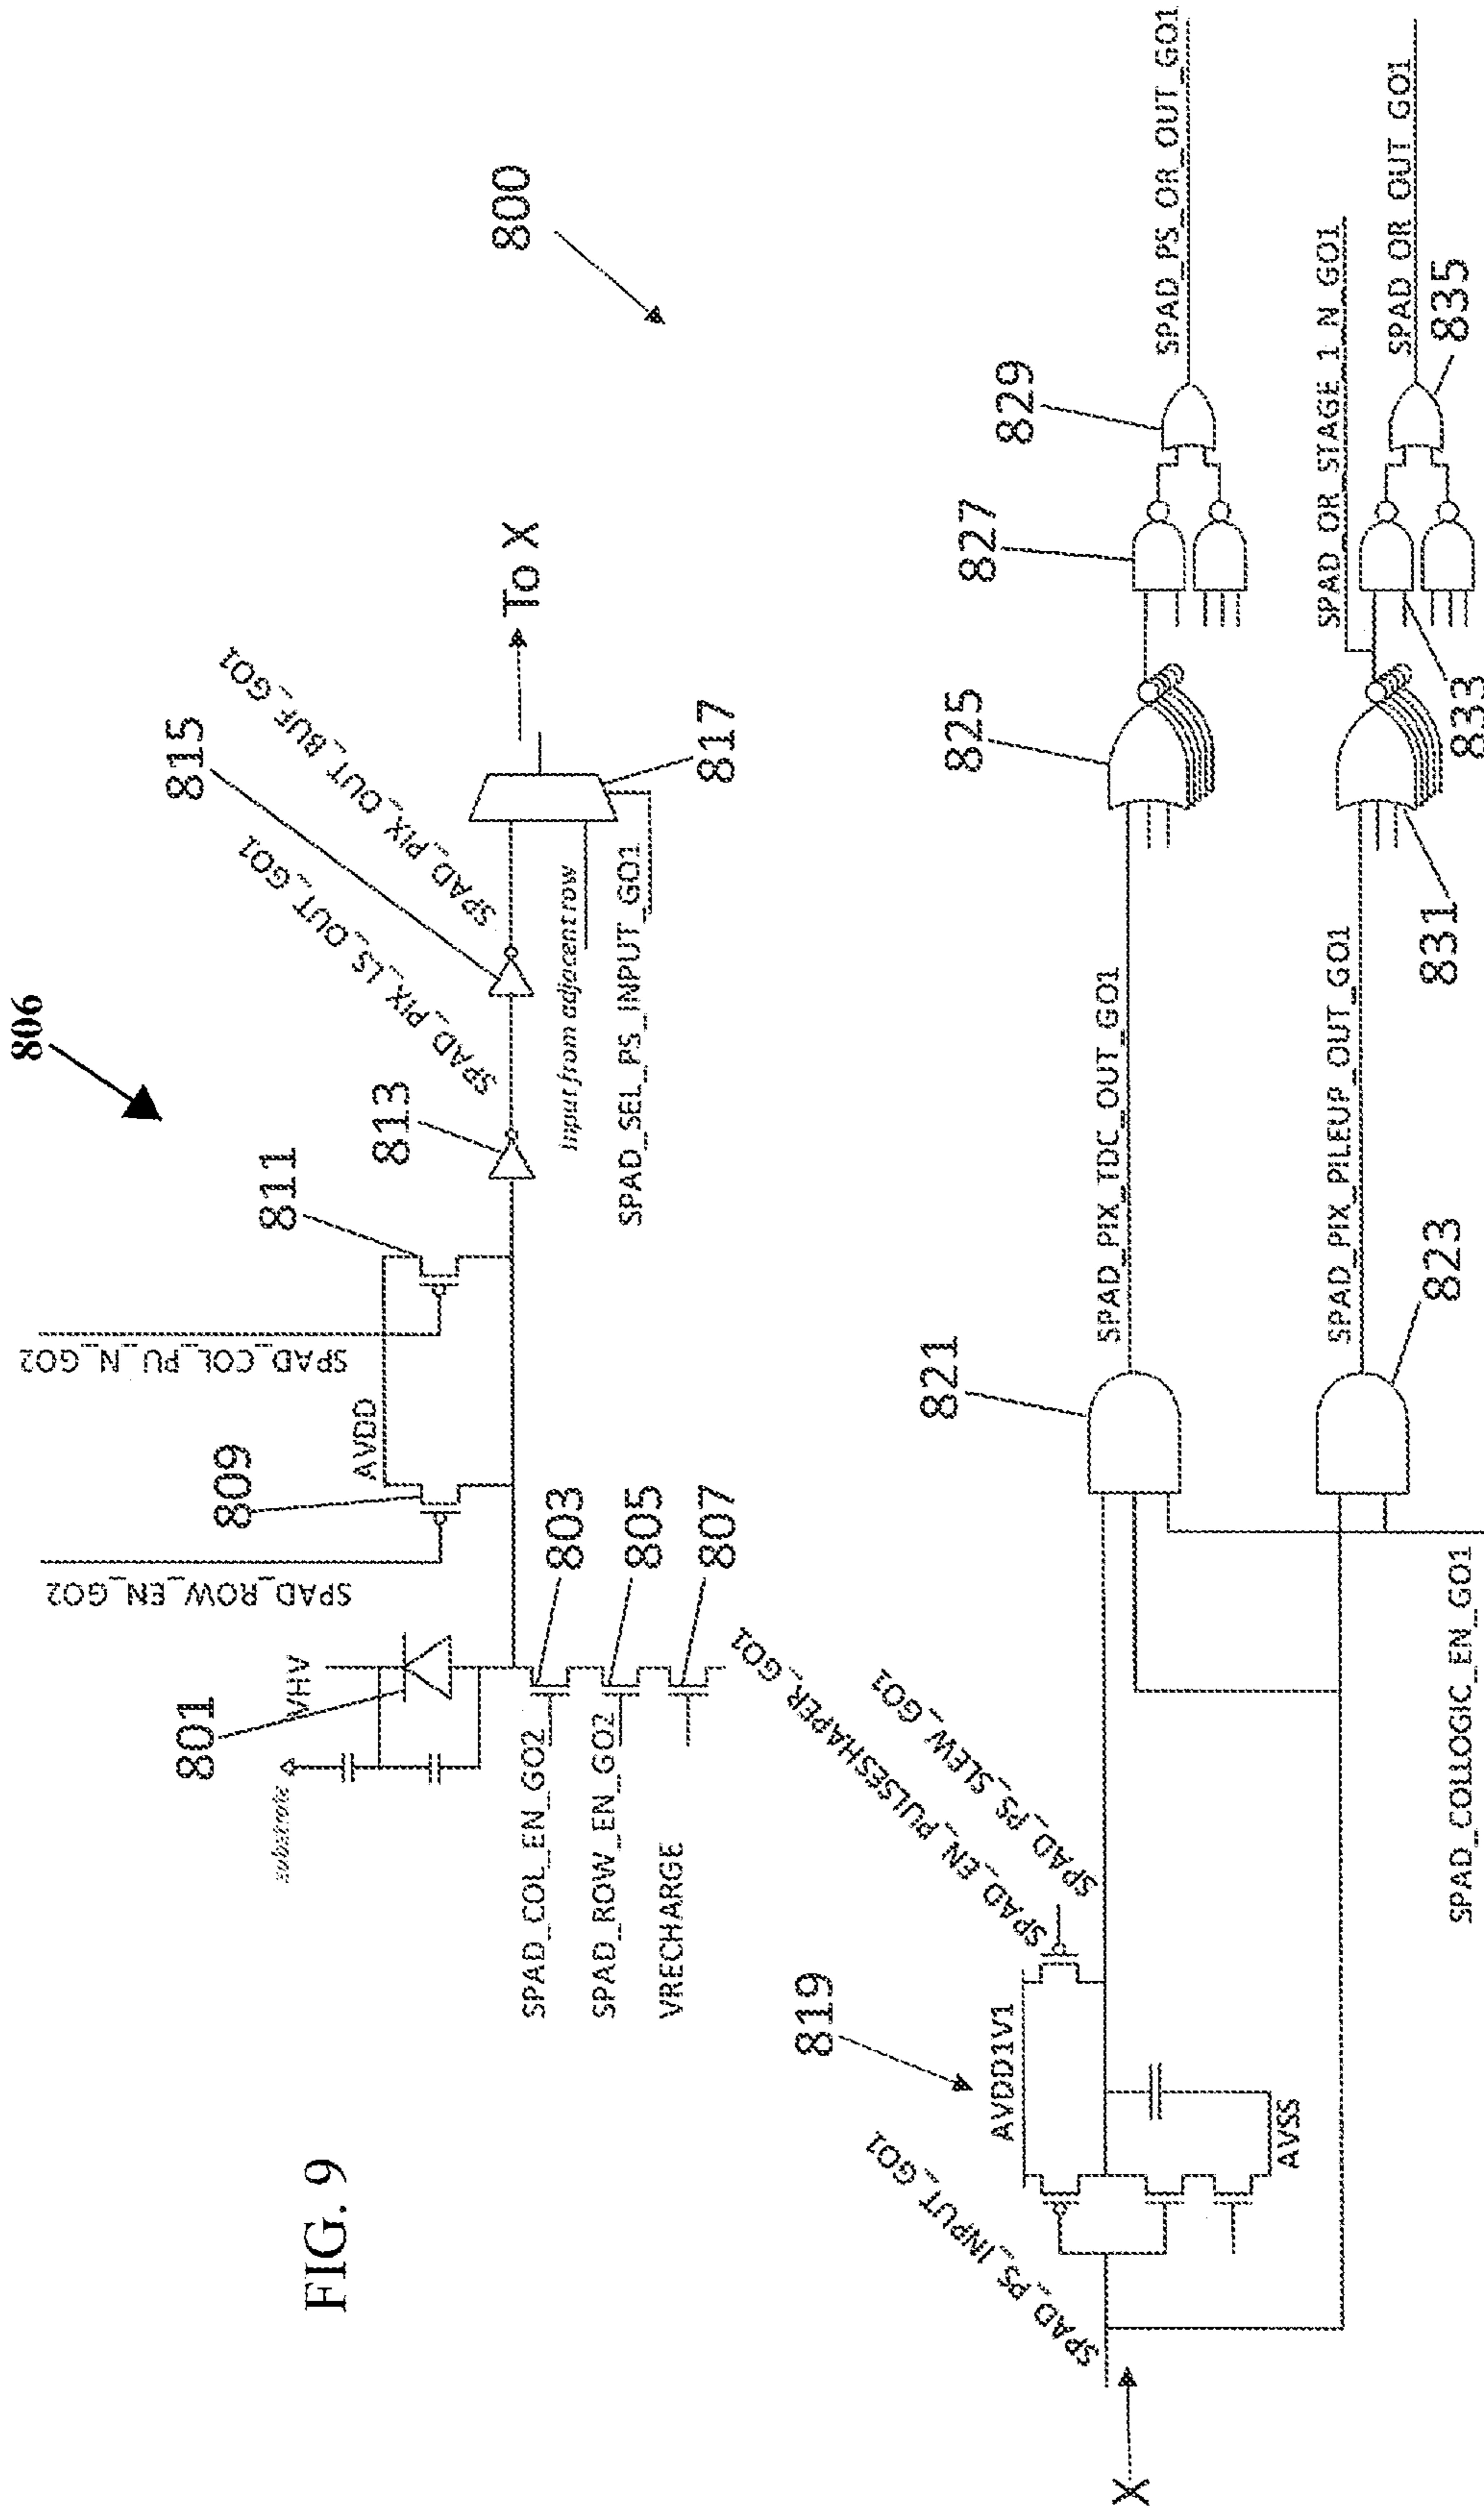 FIG. 9
806
800
801
substrate
VHV
SPAD_ROW_EN_GO2
809
AVDD
SPAD_COL_PU_N_GO2
811
813
SPAD_PIX_LS_OUT_GO1
815
SPAD_PIX_OUT_BUF_GO1
To X
817
input from adjacent row
SPAD_SEL_PS_INPUT_GO1
SPAD_COL_EN_GO2
803
SPAD_ROW_EN_GO2
805
VRECHARGE
807
X
SPAD_PS_INPUT_GO1
819
AVDD1V1
AVSS
SPAD_EN_PULSESHAPER_GO1
SPAD_PS_SLEW_GO1
821
SPAD_PIX_TDC_OUT_GO1
825
827
829
SPAD_PS_OR_OUT_GO1
SPAD_COLLOGIC_EN_GO1
823
SPAD_PIX_PILEUP_OUT_GO1
831
833
SPAD_OR_STAGE_1_N_GO1
835
SPAD_OR_OUT_GO1